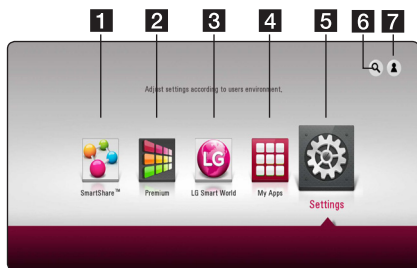 1 2 3 4 5 6 7
Adjust settings according to users environment.
LG
SmartShare™ Premium LG Smart World My Apps
Settings